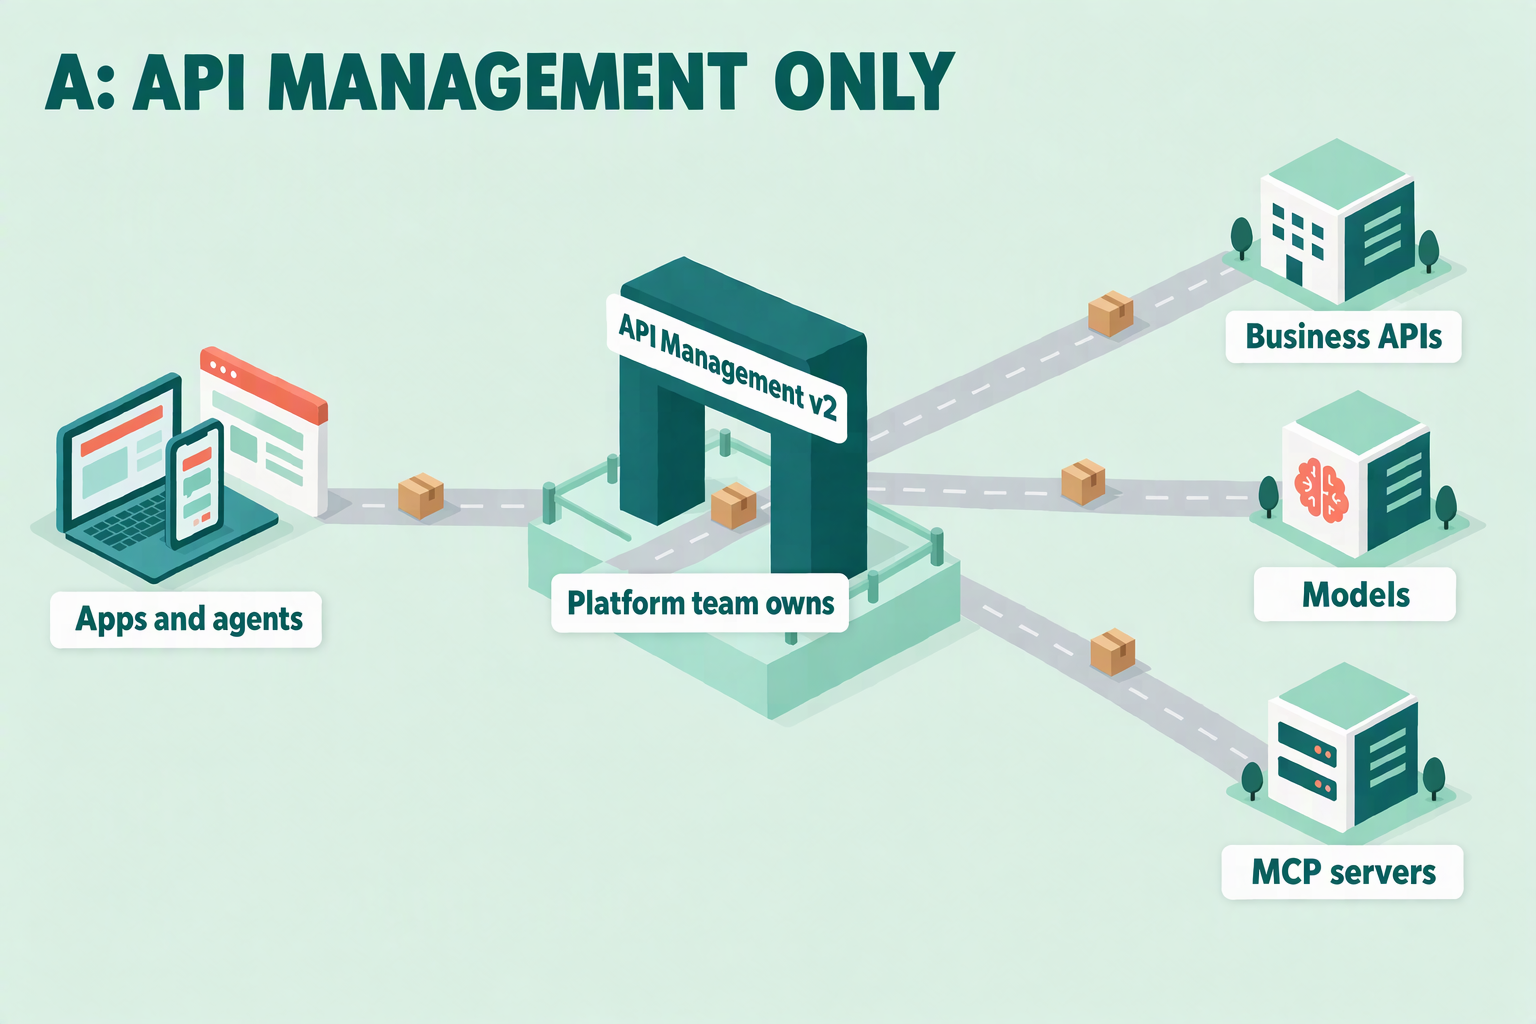 A: API MANAGEMENT ONLY
API Management v2
Platform team owns
Apps and agents
Business APIs
Models
MCP servers